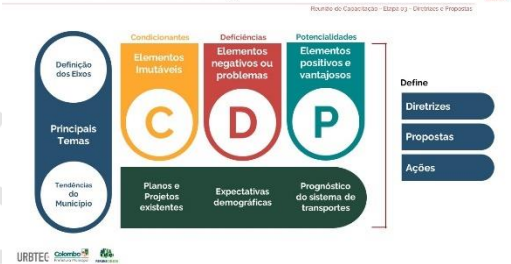 Reunião de Capacitação - Etapa 03 - Diretrizes e Propostas
Definição
dos Eixos
Principais
Temas
Tendências
do
Município
Condicionantes
Elementos
Imutáveis
C
Deficiências
Elementos
negativos ou
problemas
D
Potencialidades
Elementos
positivos e
vantajosos
P
Planos e
Projetos
existentes
Expectativas
demográficas
Prognóstico
do sistema de
transportes
Define
Diretrizes
Propostas
Ações
URBTEC
Colombo